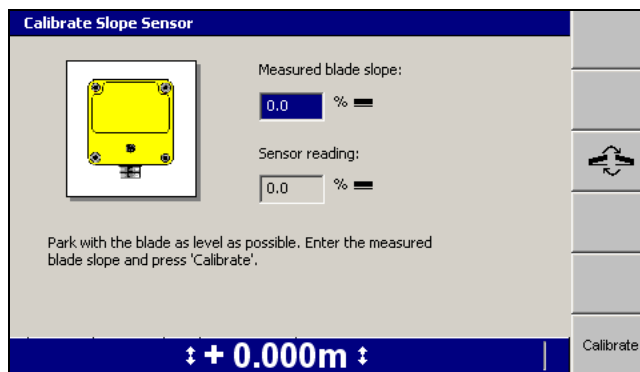 Calibrate Slope Sensor
Measured blade slope:
0.0 %
Sensor reading:
0.0 %
Park with the blade as level as possible. Enter the measured
blade slope and press 'Calibrate'.
+ 0.000m
Calibrate